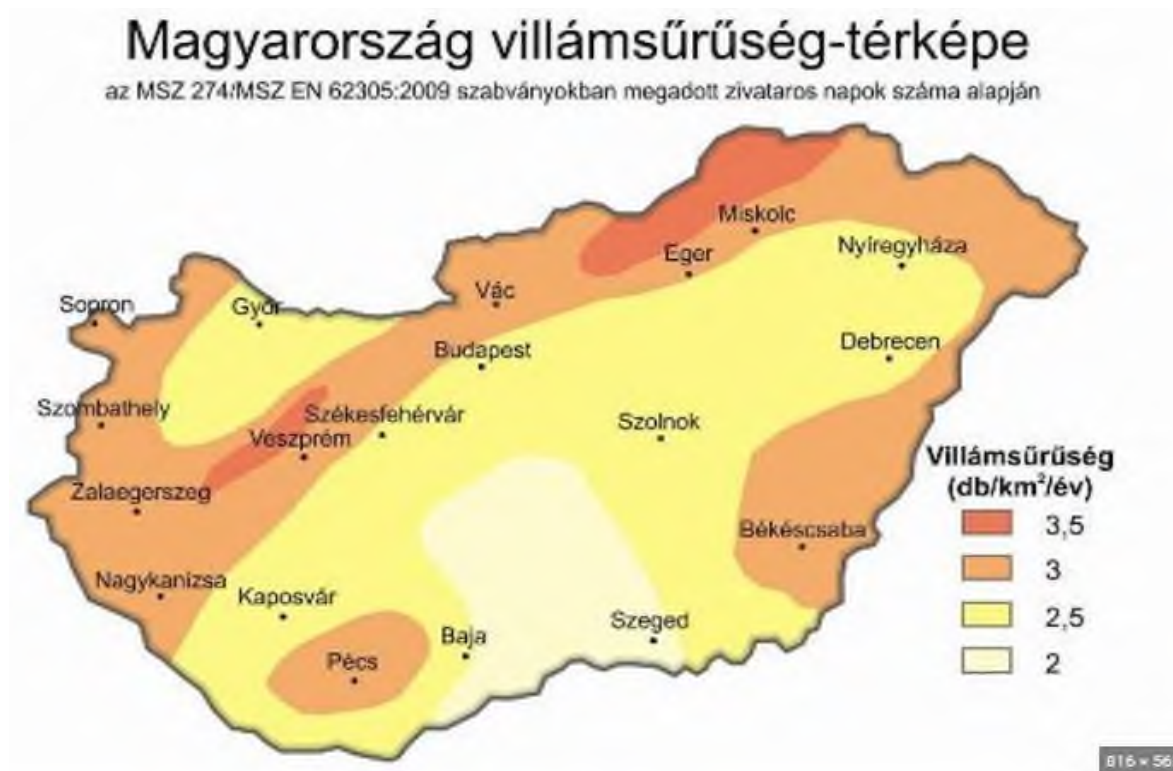 Magyarország villámsűrűség-térképe
az MSZ 274/MSZ EN 62305:2009 szabványokban megadott zivataros napok száma alapján
Miskolc
Nyíregyháza
Eger
Vác
Sopron
Győr
Debrecen
Budapest
Szombathely
Székesfehérvár
Szolnok
Veszprém
Villámsűrűség
(db/km²/év)
Zalaegerszeg
3,5
Békéscsaba
3
Nagykanizsa
Kaposvár
2,5
Szeged
Baja
Pécs
2
816 × 56